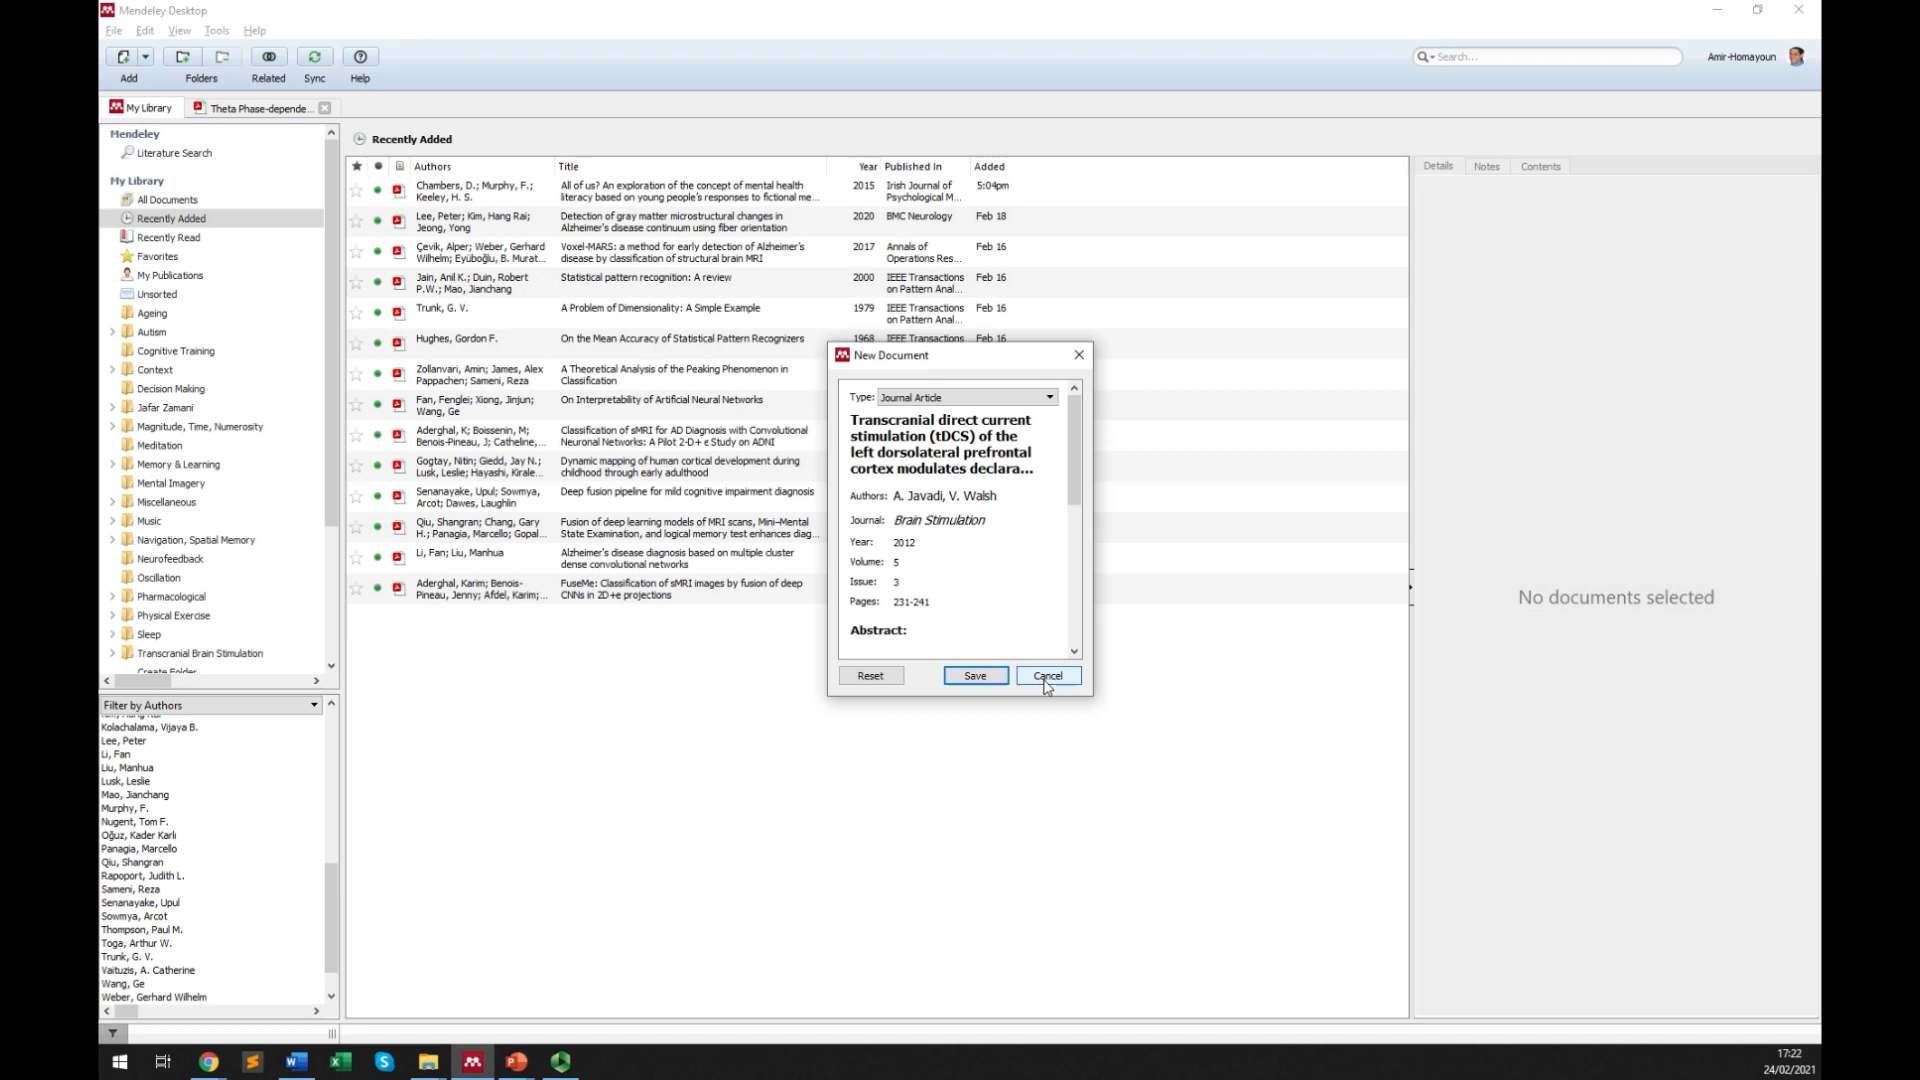 Mendeley Desktop
File Edit View Tools Help
Add Folders Related Sync Help
Search...
Amir-Homayoun
My Library
Theta Phase-depende...
Mendeley
Literature Search
My Library
All Documents
Recently Added
Recently Read
Favorites
My Publications
Unsorted
Ageing
Autism
Cognitive Training
Context
Decision Making
Jafar Zamani
Magnitude, Time, Numerosity
Meditation
Memory & Learning
Mental Imagery
Miscellaneous
Music
Navigation, Spatial Memory
Neurofeedback
Oscillation
Pharmacological
Physical Exercise
Sleep
Transcranial Brain Stimulation
Create Folder
Filter by Authors
Kolachalama, Vijaya B.
Lee, Peter
Li, Fan
Liu, Manhua
Lusk, Leslie
Mao, Jianchang
Murphy, F.
Nugent, Tom F.
Oğuz, Kader Karlı
Panagia, Marcello
Qiu, Shangran
Rapoport, Judith L.
Sameni, Reza
Senanayake, Upul
Sowmya, Arcot
Thompson, Paul M.
Toga, Arthur W.
Trunk, G. V.
Vaituzis, A. Catherine
Wang, Ge
Weber, Gerhard Wilhelm
Recently Added
Authors Title Year Published In Added
Chambers, D.; Murphy, F.; All of us? An exploration of the concept of mental health 2015 Irish Journal of 5:04pm
Keeley, H. S. literacy based on young people's responses to fictional me... Psychological M...
Lee, Peter; Kim, Hang Rai; Detection of gray matter microstructural changes in 2020 BMC Neurology Feb 18
Jeong, Yong Alzheimer's disease continuum using fiber orientation
Çevik, Alper; Weber, Gerhard Voxel-MARS: a method for early detection of Alzheimer's 2017 Annals of Feb 16
Wilhelm; Eyüboğlu, B. Murat... disease by classification of structural brain MRI Operations Res...
Jain, Anil K.; Duin, Robert Statistical pattern recognition: A review 2000 IEEE Transactions Feb 16
P.W.; Mao, Jianchang on Pattern Anal...
Trunk, G. V. A Problem of Dimensionality: A Simple Example 1979 IEEE Transactions Feb 16
on Pattern Anal...
Hughes, Gordon F. On the Mean Accuracy of Statistical Pattern Recognizers 1968 IEEE Transactions Feb 16
Zollanvari, Amin; James, Alex A Theoretical Analysis of the Peaking Phenomenon in
Pappachen; Sameni, Reza Classification
Fan, Fenglei; Xiong, Jinjun; On Interpretability of Artificial Neural Networks
Wang, Ge
Aderghal, K; Boissenin, M; Classification of sMRI for AD Diagnosis with Convolutional
Benois-Pineau, J; Catheline,... Neuronal Networks: A Pilot 2-D+ ϵ Study on ADNI
Gogtay, Nitin; Giedd, Jay N.; Dynamic mapping of human cortical development during
Lusk, Leslie; Hayashi, Kirale... childhood through early adulthood
Senanayake, Upul; Sowmya, Deep fusion pipeline for mild cognitive impairment diagnosis
Arcot; Dawes, Laughlin
Qiu, Shangran; Chang, Gary Fusion of deep learning models of MRI scans, Mini–Mental
H.; Panagia, Marcello; Gopal... State Examination, and logical memory test enhances diag...
Li, Fan; Liu, Manhua Alzheimer's disease diagnosis based on multiple cluster
dense convolutional networks
Aderghal, Karim; Benois- FuseMe: Classification of sMRI images by fusion of deep
Pineau, Jenny; Afdel, Karim;... CNNs in 2D+e projections
New Document
Type: Journal Article
Transcranial direct current
stimulation (tDCS) of the
left dorsolateral prefrontal
cortex modulates declara...
Authors: A. Javadi, V. Walsh
Journal: Brain Stimulation
Year: 2012
Volume: 5
Issue: 3
Pages: 231-241
Abstract:
Reset Save Cancel
Details Notes Contents
No documents selected
17:22
24/02/2021